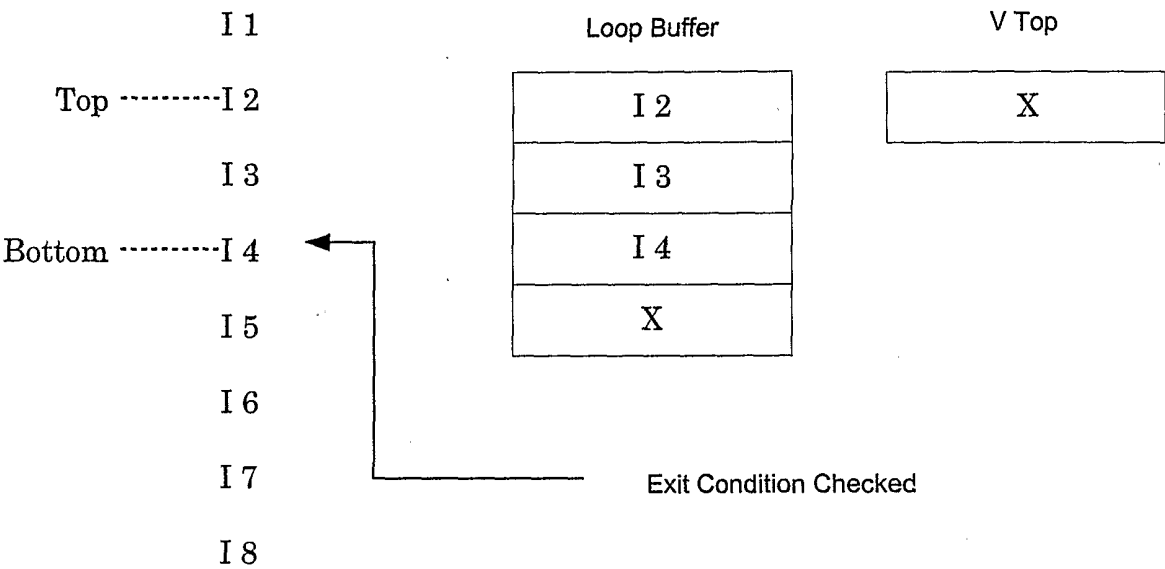 I 1
Loop Buffer
V Top
Top I 2
I 2
X
I 3
I 3
Bottom I 4
I 4
I 5
X
I 6
I 7
Exit Condition Checked
I 8